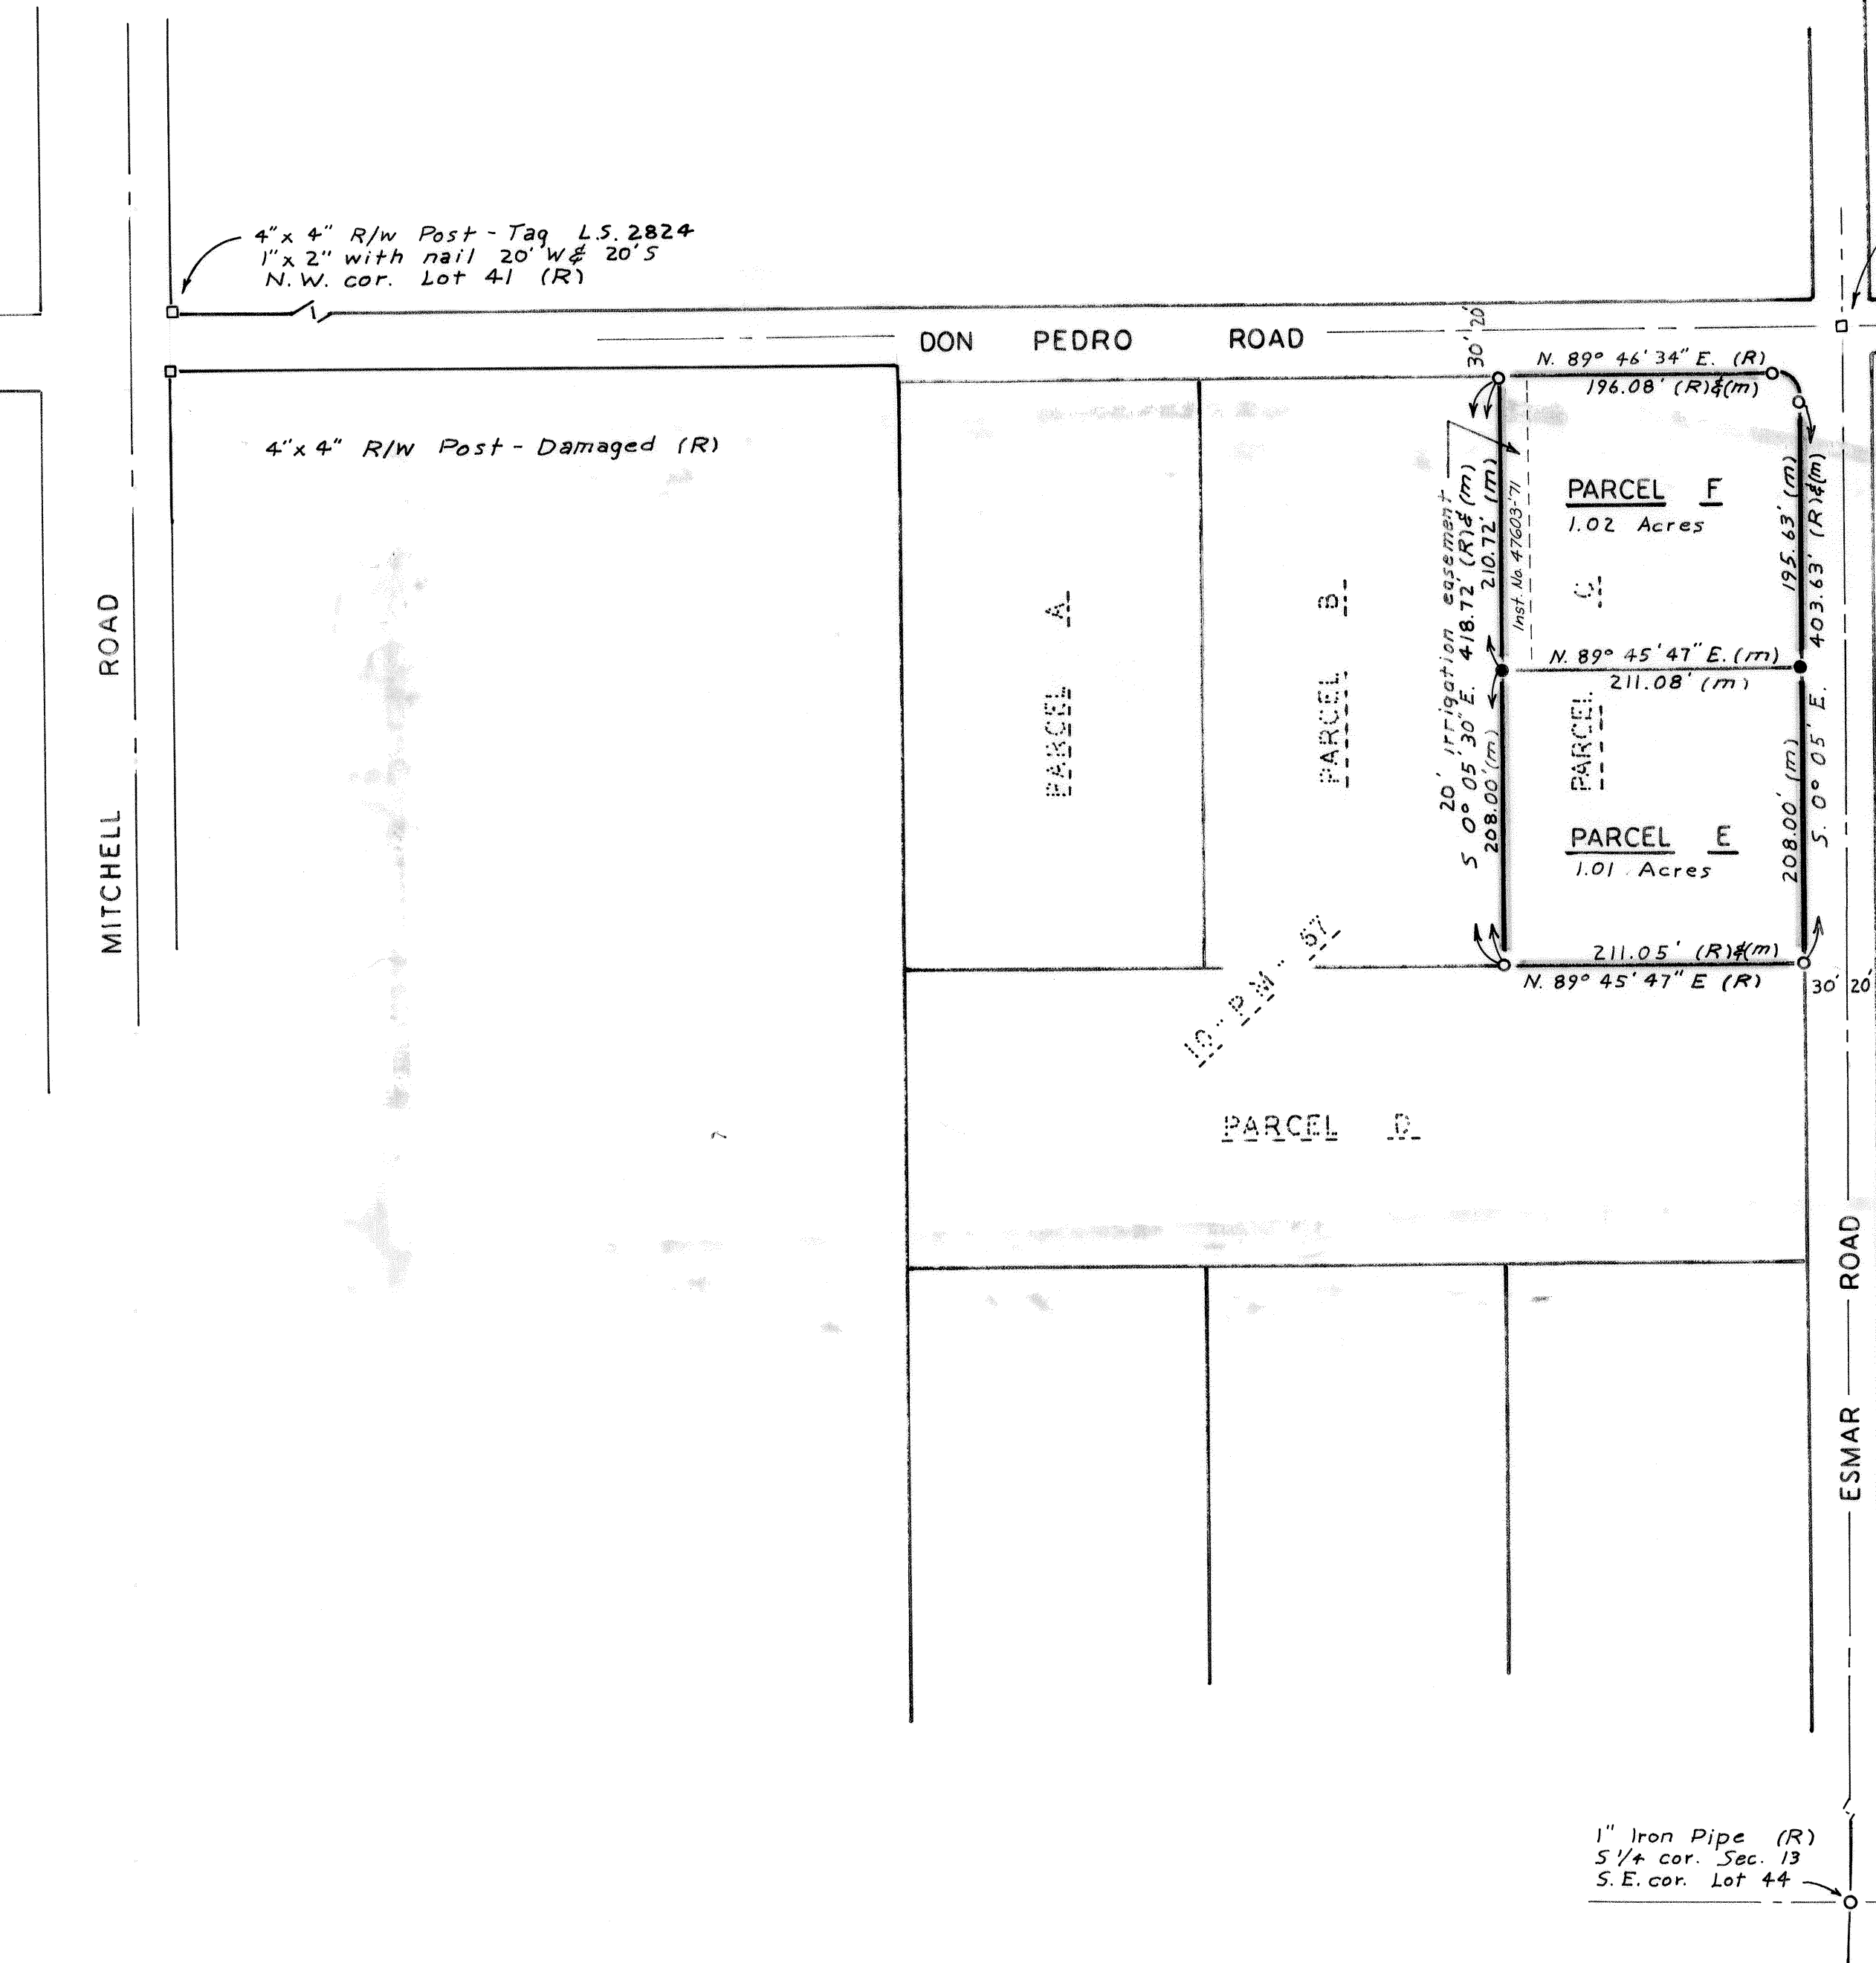 4"x 4" R/W Post - Tag L.S. 2824
1"x 2" with nail 20' W & 20' S
N.W. cor. Lot 41 (R)
DON PEDRO ROAD
30' 20'
N. 89° 46' 34" E. (R)
196.08' (R)&(m)
4"x 4" R/W Post - Damaged (R)
MITCHELL ROAD
PARCEL A
PARCEL B
20' irrigation easement
S 0° 05' 30" E. 418.72' (R)&(m)
210.72' (m)
208.00' (m)
Inst. No. 47603-'71
PARCEL F
1.02 Acres
PARCEL C
195.63' (m)
S. 0° 05' E. 403.63' (R)&(m)
N. 89° 45' 47" E. (m)
211.08' (m)
208.00' (m)
PARCEL E
1.01 Acres
211.05' (R)&(m)
N. 89° 45' 47" E (R)
30' 20'
10 - P M - 57
PARCEL D
ESMAR ROAD
1" Iron Pipe (R)
S 1/4 cor. Sec. 13
S.E. cor. Lot 44